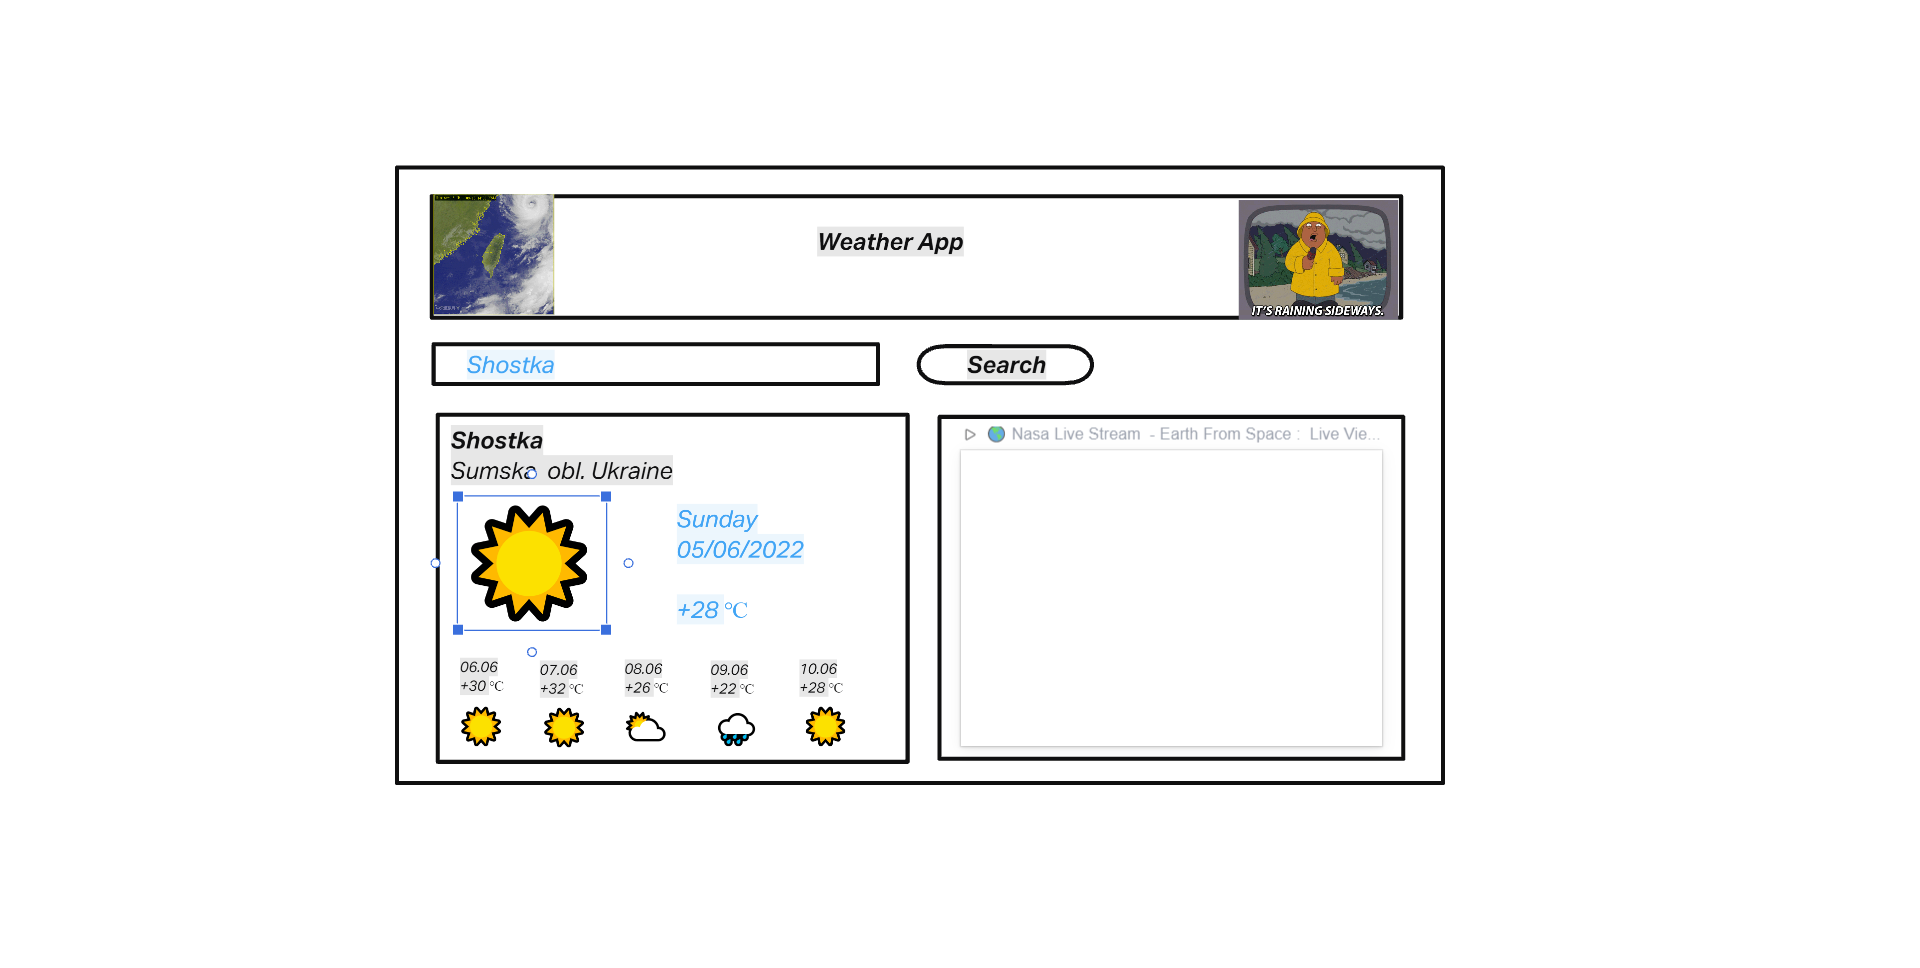 Weather App
IT'S RAINING SIDEWAYS.
Shostka
Search
Shostka
Sumska obl. Ukraine
Sunday
05/06/2022
+28 °C
06.06
+30 °C
07.06
+32 °C
08.06
+26 °C
09.06
+22 °C
10.06
+28 °C
Nasa Live Stream - Earth From Space : Live Vie...